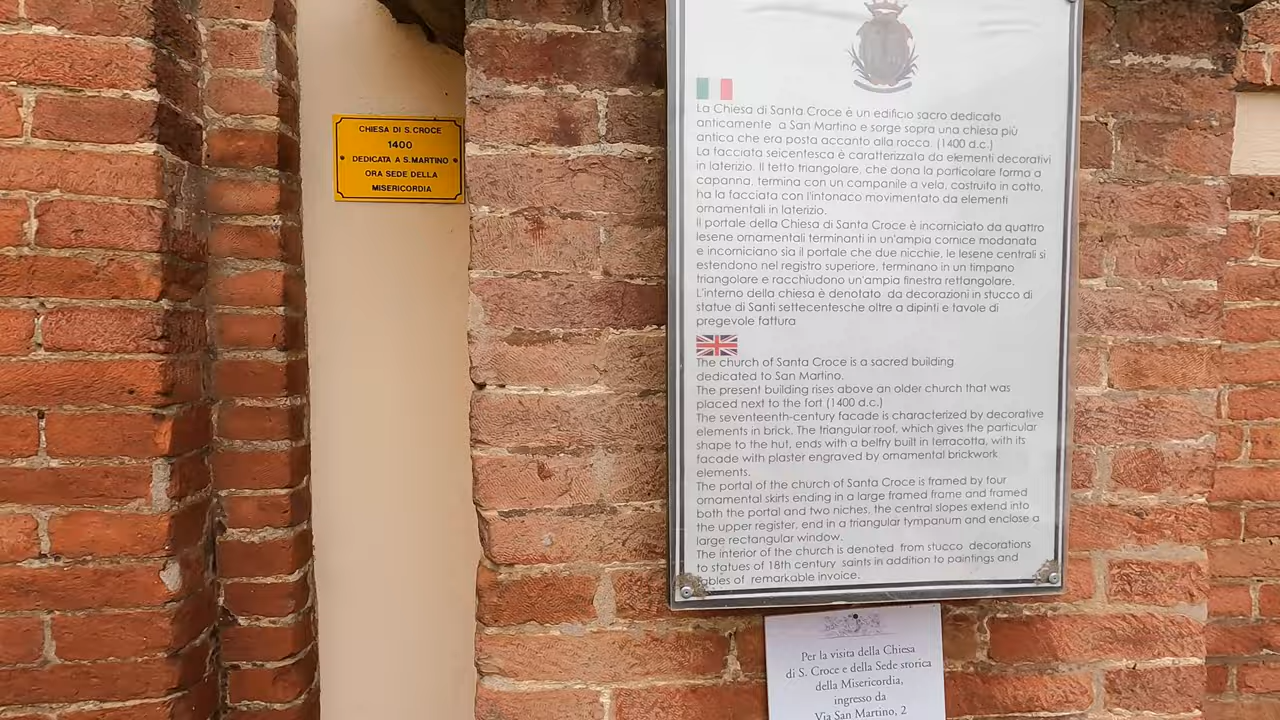 CHIESA DI S. CROCE
1400
DEDICATA A S. MARTINO
ORA SEDE DELLA
MISERICORDIA
La Chiesa di Santa Croce è un edificio sacro dedicato
anticamente a San Martino e sorge sopra una chiesa più
antica che era posta accanto alla rocca. (1400 d.c.)
La facciata seicentesca è caratterizzata da elementi decorativi
in laterizio. Il tetto triangolare, che dona la particolare forma a
capanna, termina con un campanile a vela, costruito in cotto,
ha la facciata con l'intonaco movimentato da elementi
ornamentali in laterizio.
Il portale della Chiesa di Santa Croce è incorniciato da quattro
lesene ornamentali terminanti in un'ampia cornice modanata
e incorniciano sia il portale che due nicchie, le lesene centrali si
estendono nel registro superiore, terminano in un timpano
triangolare e racchiudono un'ampia finestra rettangolare.
L'interno della chiesa è denotato da decorazioni in stucco di
statue di Santi settecentesche oltre a dipinti e tavole di
pregevole fattura
The church of Santa Croce is a sacred building
dedicated to San Martino.
The present building rises above an older church that was
placed next to the fort (1400 d.c.)
The seventeenth-century facade is characterized by decorative
elements in brick. The triangular roof, which gives the particular
shape to the hut, ends with a belfry built in terracotta, with its
facade with plaster engraved by ornamental brickwork
elements.
The portal of the church of Santa Croce is framed by four
ornamental skirts ending in a large framed frame and framed
both the portal and two niches, the central slopes extend into
the upper register, end in a triangular tympanum and enclose a
large rectangular window.
The interior of the church is denoted from stucco decorations
to statues of 18th century saints in addition to paintings and
tables of remarkable invoice.
Per la visita della Chiesa
di S. Croce e della Sede storica
della Misericordia,
ingresso da
Via San Martino, 2